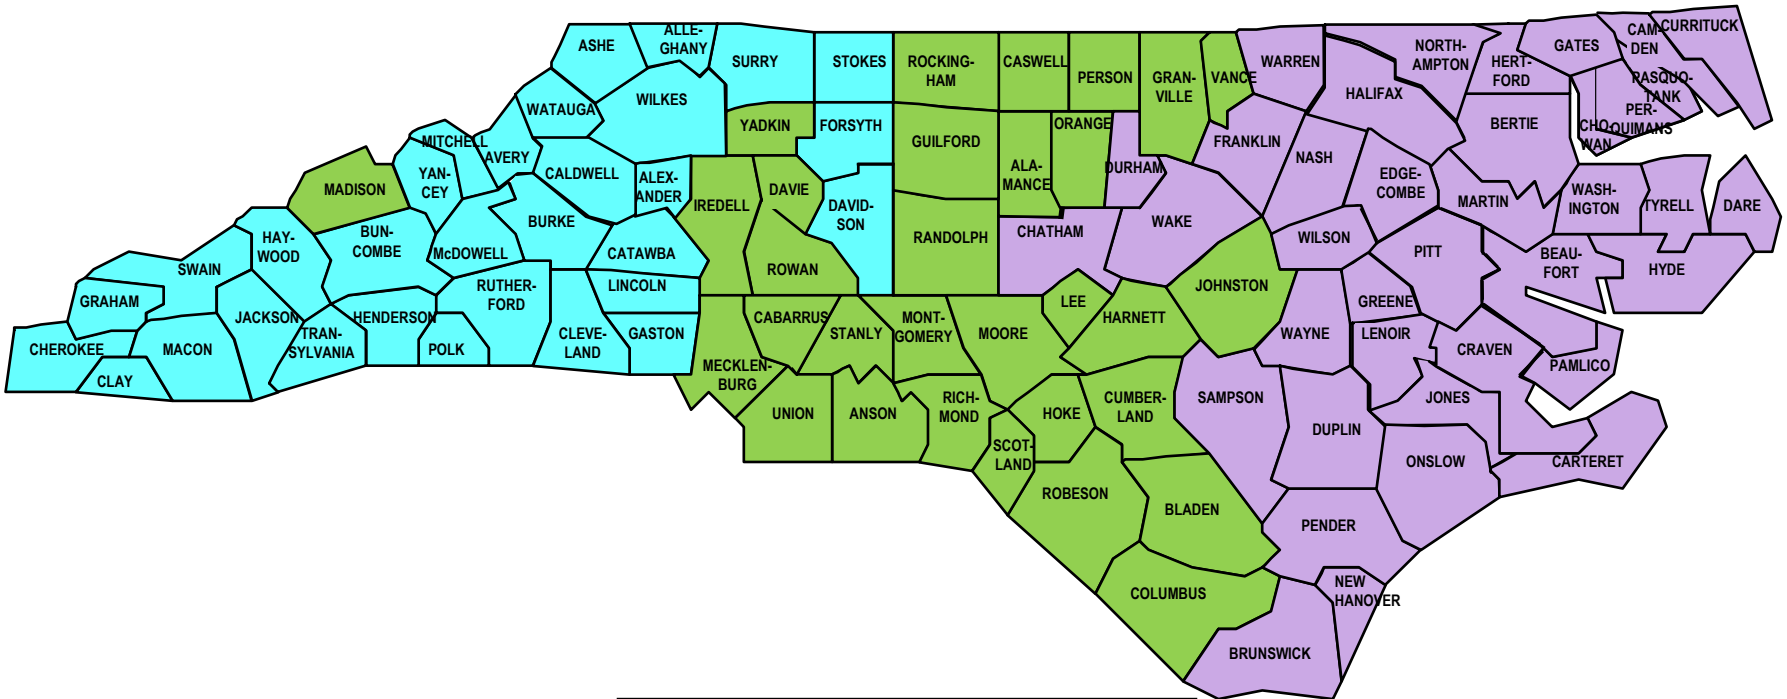 ASHE
ALLE-
GHANY
SURRY
STOKES
ROCKING-
HAM
CASWELL
PERSON
GRAN-
VILLE
VANCE
WARREN
NORTH-
AMPTON
HERT-
FORD
GATES
CAM-
DEN
CURRITUCK
PASQUO-
TANK
PER-
QUIMANS
CHO-
WAN
WATAUGA
WILKES
YADKIN
FORSYTH
GUILFORD
ALA-
MANCE
ORANGE
DURHAM
FRANKLIN
HALIFAX
NASH
EDGE-
COMBE
BERTIE
MARTIN
WASH-
INGTON
TYRELL
DARE
MITCHELL
AVERY
YAN-
CEY
CALDWELL
ALEX-
ANDER
IREDELL
DAVIE
DAVID-
SON
RANDOLPH
CHATHAM
WAKE
WILSON
PITT
BEAU-
FORT
HYDE
MADISON
BUN-
COMBE
McDOWELL
BURKE
CATAWBA
ROWAN
HAY-
WOOD
SWAIN
GRAHAM
JACKSON
TRAN-
SYLVANIA
HENDERSON
RUTHER-
FORD
POLK
CLEVE-
LAND
LINCOLN
GASTON
CHEROKEE
CLAY
MACON
MECKLEN-
BURG
CABARRUS
STANLY
MONT-
GOMERY
MOORE
LEE
HARNETT
JOHNSTON
WAYNE
GREENE
LENOIR
CRAVEN
PAMLICO
JONES
UNION
ANSON
RICH-
MOND
SCOT-
LAND
HOKE
CUMBER-
LAND
SAMPSON
DUPLIN
ONSLOW
CARTERET
ROBESON
BLADEN
PENDER
COLUMBUS
NEW
HANOVER
BRUNSWICK